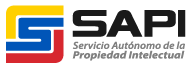 SAPI
Servicio Autónomo de la
Propiedad Intelectual